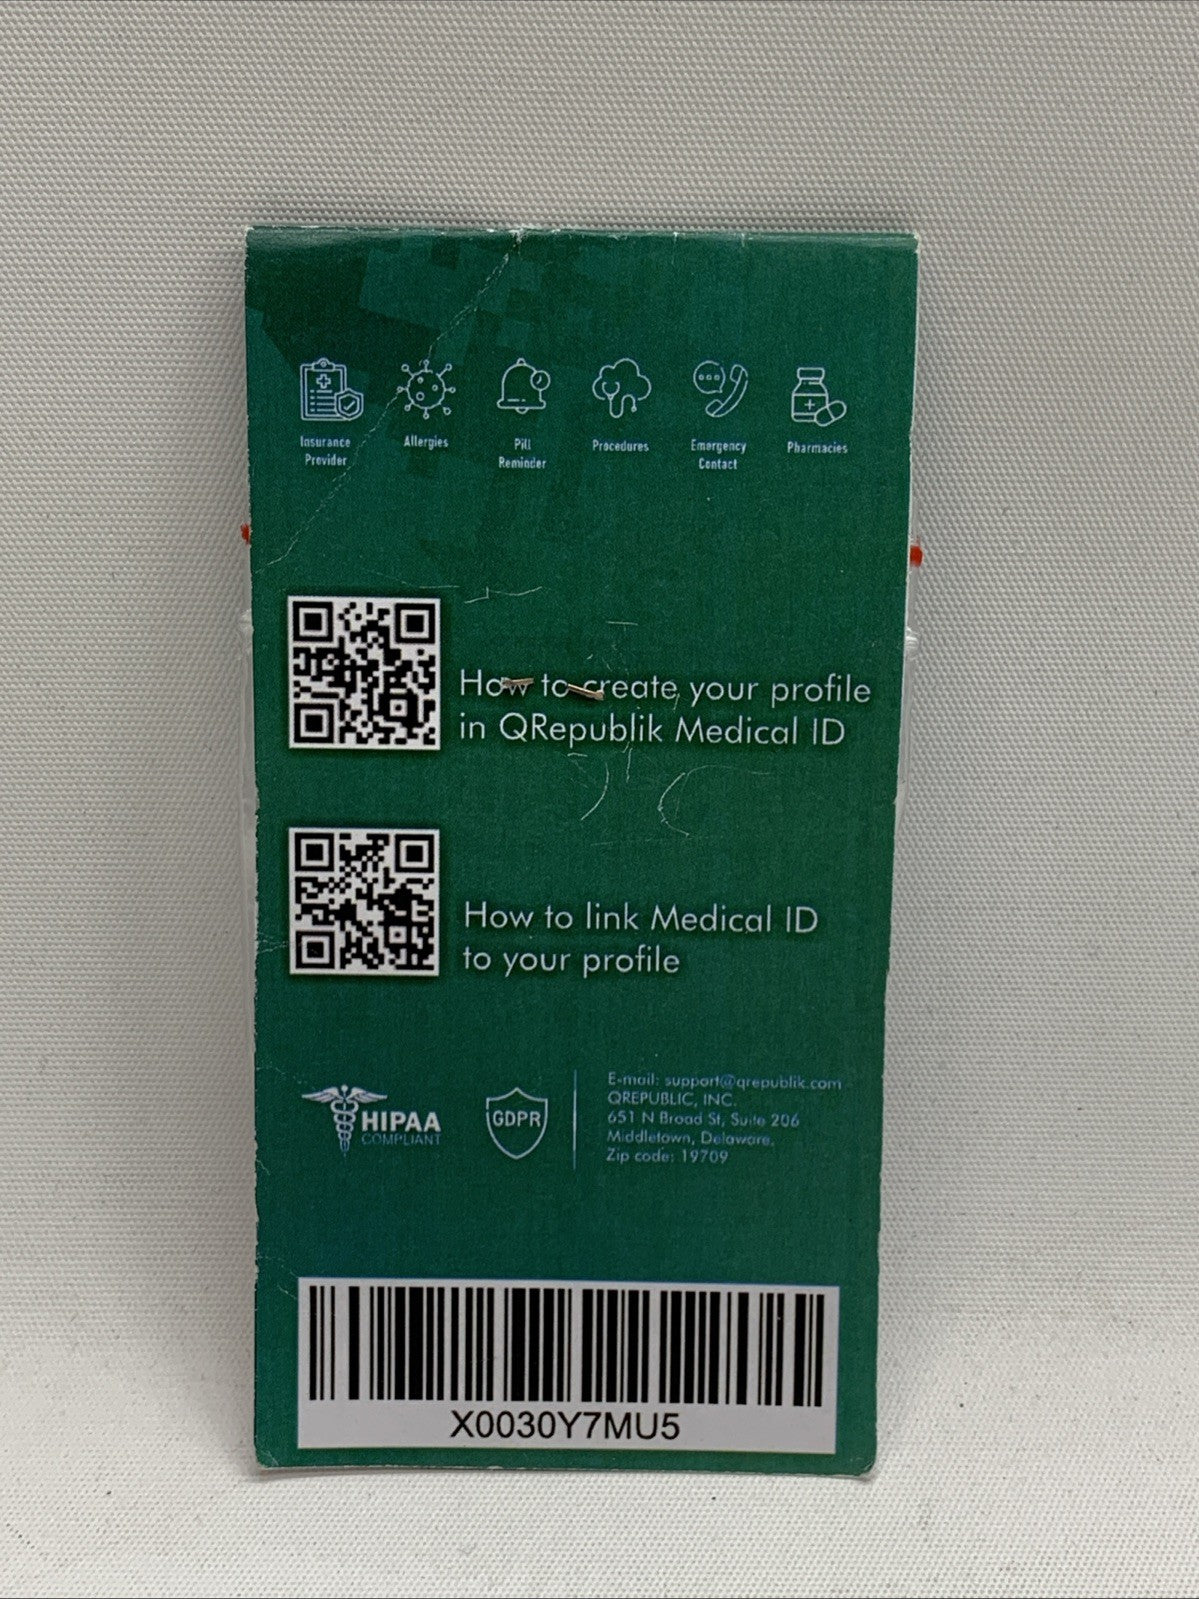 Insurance
Provider
Allergies
Pill
Reminder
Procedures
Emergency
Contact
Pharmacies
How to create your profile
in QRepublik Medical ID
How to link Medical ID
to your profile
HIPAA
COMPLIANT
GDPR
E-mail: support@qrepublik.com
QREPUBLIC, INC.
651 N Broad St, Suite 206
Middletown, Delaware,
Zip code: 19709
X0030Y7MU5